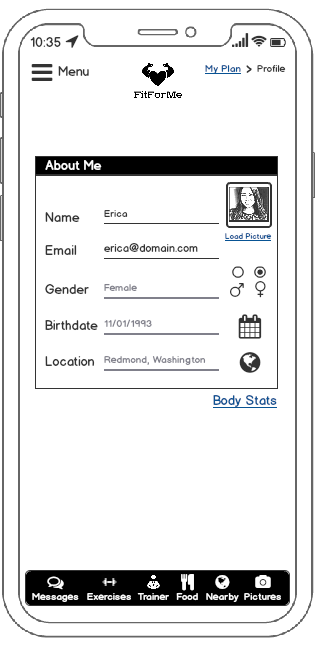 10:35
Menu
My Plan > Profile
FitForMe
About Me
Name Erica
Load Picture
Email erica@domain.com
Gender Female
Birthdate 11/01/1993
Location Redmond, Washington
Body Stats
Messages Exercises Trainer Food Nearby Pictures